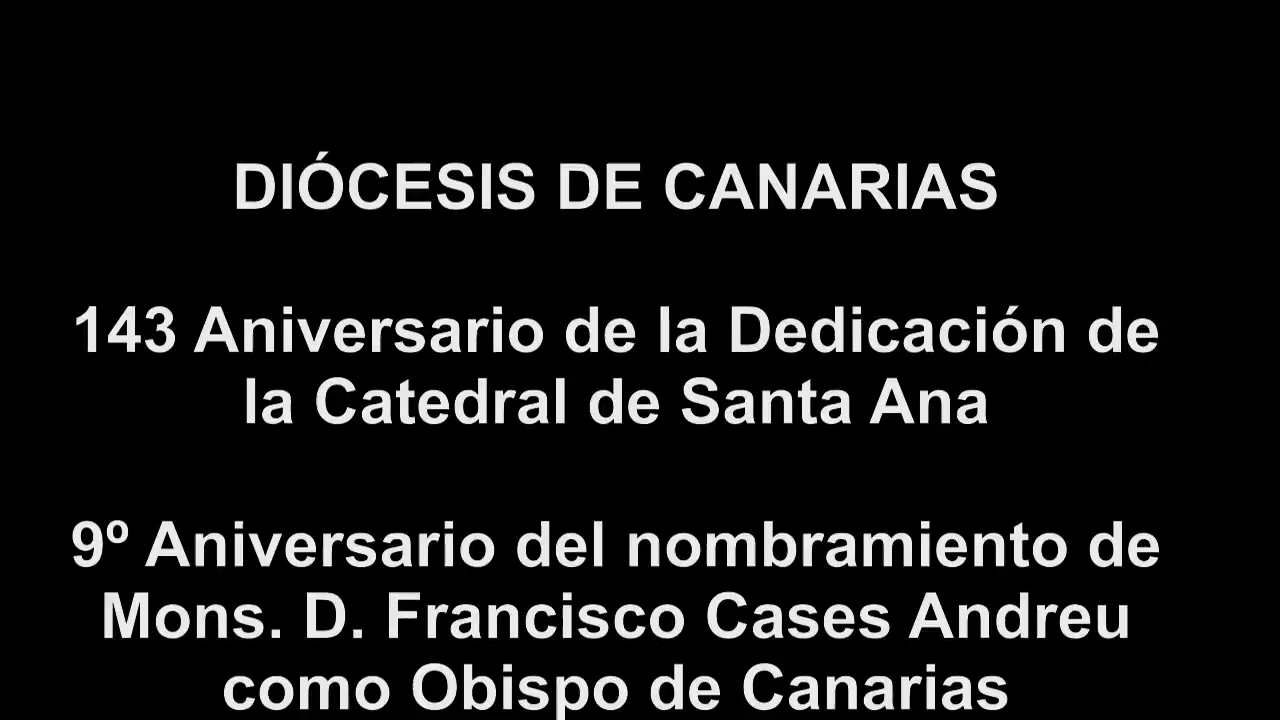 DIÓCESIS DE CANARIAS
143 Aniversario de la Dedicación de
la Catedral de Santa Ana
9º Aniversario del nombramiento de
Mons. D. Francisco Cases Andreu
como Obispo de Canarias